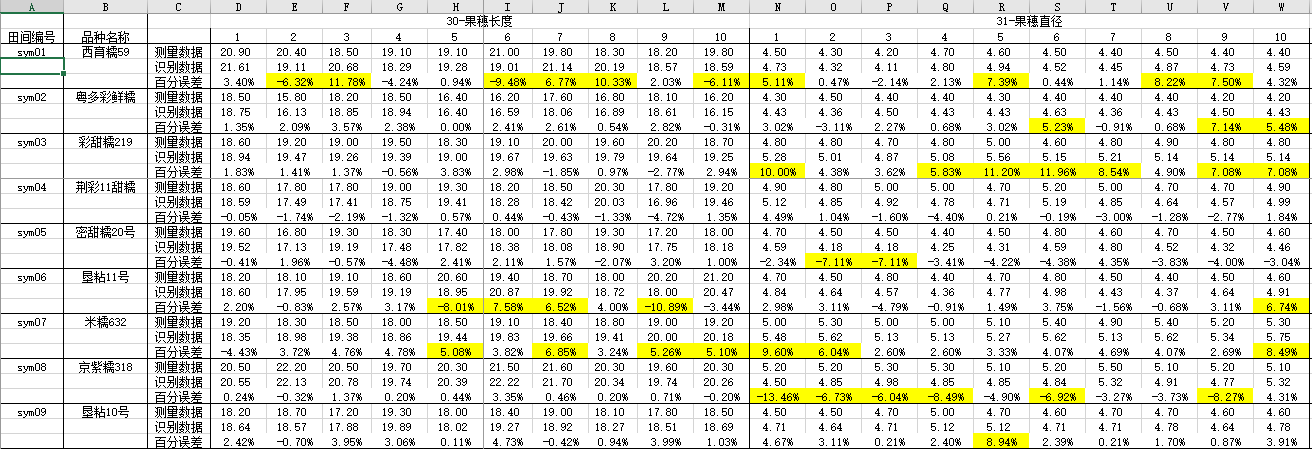 A B C D E F G H I J K L M N O P Q R S T U V W
30-果穗长度 31-果穗直径
田间编号 品种名称 1 2 3 4 5 6 7 8 9 10 1 2 3 4 5 6 7 8 9 10
sym01 西育糯59 测量数据 20.90 20.40 18.50 19.10 19.10 21.00 19.80 18.30 18.20 19.80 4.50 4.30 4.20 4.70 4.60 4.50 4.40 4.50 4.40 4.40
识别数据 21.61 19.11 20.68 18.29 19.28 19.01 21.14 20.19 18.57 18.59 4.73 4.32 4.11 4.80 4.94 4.52 4.45 4.87 4.73 4.59
百分误差 3.40% -6.32% 11.78% -4.24% 0.94% -9.48% 6.77% 10.33% 2.03% -6.11% 5.11% 0.47% -2.14% 2.13% 7.39% 0.44% 1.14% 8.22% 7.50% 4.32%
sym02 粤多彩鲜糯 测量数据 18.50 15.80 18.20 18.50 16.40 16.20 17.60 16.80 18.10 16.20 4.30 4.50 4.40 4.40 4.30 4.40 4.40 4.40 4.20 4.20
识别数据 18.75 16.13 18.85 18.94 16.40 16.59 18.06 16.89 18.61 16.15 4.43 4.36 4.50 4.43 4.43 4.63 4.36 4.43 4.50 4.43
百分误差 1.35% 2.09% 3.57% 2.38% 0.00% 2.41% 2.61% 0.54% 2.82% -0.31% 3.02% -3.11% 2.27% 0.68% 3.02% 5.23% -0.91% 0.68% 7.14% 5.48%
sym03 彩甜糯219 测量数据 18.60 19.20 19.00 19.50 18.30 19.10 20.00 19.60 20.20 18.70 4.80 4.80 4.70 4.80 5.00 4.60 4.80 4.90 4.80 4.80
识别数据 18.94 19.47 19.26 19.39 19.00 19.67 19.63 19.79 19.64 19.25 5.28 5.01 4.87 5.08 5.56 5.15 5.21 5.14 5.14 5.14
百分误差 1.83% 1.41% 1.37% -0.56% 3.83% 2.98% -1.85% 0.97% -2.77% 2.94% 10.00% 4.38% 3.62% 5.83% 11.20% 11.96% 8.54% 4.90% 7.08% 7.08%
sym04 荆彩11甜糯 测量数据 18.60 17.80 17.80 19.00 19.30 18.20 18.50 20.30 17.80 19.20 4.90 4.80 5.00 5.00 4.70 5.20 5.00 4.70 4.70 4.90
识别数据 18.59 17.49 17.41 18.75 19.41 18.28 18.42 20.03 16.96 19.46 5.12 4.85 4.92 4.78 4.71 5.19 4.85 4.64 4.57 4.99
百分误差 -0.05% -1.74% -2.19% -1.32% 0.57% 0.44% -0.43% -1.33% -4.72% 1.35% 4.49% 1.04% -1.60% -4.40% 0.21% -0.19% -3.00% -1.28% -2.77% 1.84%
sym05 密甜糯20号 测量数据 19.60 16.80 19.30 18.30 17.40 18.00 17.80 19.30 17.20 18.00 4.70 4.50 4.50 4.40 4.50 4.80 4.60 4.70 4.50 4.60
识别数据 19.52 17.13 19.19 17.48 17.82 18.38 18.08 18.90 17.75 18.18 4.59 4.18 4.18 4.25 4.31 4.59 4.80 4.52 4.32 4.46
百分误差 -0.41% 1.96% -0.57% -4.48% 2.41% 2.11% 1.57% -2.07% 3.20% 1.00% -2.34% -7.11% -7.11% -3.41% -4.22% -4.38% 4.35% -3.83% -4.00% -3.04%
sym06 垦粘11号 测量数据 18.20 18.10 19.10 18.60 20.60 19.40 18.70 18.00 20.20 21.20 4.70 4.50 4.80 4.40 4.70 4.80 4.50 4.40 4.50 4.60
识别数据 18.60 17.95 19.59 19.19 18.95 20.87 19.92 18.72 18.00 20.47 4.84 4.64 4.57 4.36 4.77 4.98 4.43 4.37 4.64 4.91
百分误差 2.20% -0.83% 2.57% 3.17% -8.01% 7.58% 6.52% 4.00% -10.89% -3.44% 2.98% 3.11% -4.79% -0.91% 1.49% 3.75% -1.56% -0.68% 3.11% 6.74%
sym07 米糯632 测量数据 19.20 18.30 18.50 18.00 18.50 19.10 18.40 18.80 19.00 19.20 5.00 5.30 5.00 5.00 5.10 5.40 4.90 5.40 5.20 5.30
识别数据 18.35 18.98 19.38 18.86 19.44 19.83 19.66 19.41 20.00 20.18 5.48 5.62 5.13 5.13 5.27 5.62 5.13 5.62 5.34 5.75
百分误差 -4.43% 3.72% 4.76% 4.78% 5.08% 3.82% 6.85% 3.24% 5.26% 5.10% 9.60% 6.04% 2.60% 2.60% 3.33% 4.07% 4.69% 4.07% 2.69% 8.49%
sym08 京紫糯318 测量数据 20.50 22.20 20.50 19.70 20.30 21.50 21.60 20.30 19.60 20.30 5.20 5.20 5.30 5.30 5.10 5.20 5.50 5.10 5.20 5.10
识别数据 20.55 22.13 20.78 19.74 20.39 22.22 21.70 20.34 19.74 20.26 4.50 4.85 4.98 4.85 4.85 4.84 5.32 4.91 4.77 5.32
百分误差 0.24% -0.32% 1.37% 0.20% 0.44% 3.35% 0.46% 0.20% 0.71% -0.20% -13.46% -6.73% -6.04% -8.49% -4.90% -6.92% -3.27% -3.73% -8.27% 4.31%
sym09 垦粘10号 测量数据 18.20 18.70 17.20 19.30 18.00 18.40 19.00 18.10 17.80 18.50 4.50 4.50 4.70 5.00 4.70 4.60 4.70 4.70 4.60 4.60
识别数据 18.64 18.57 17.88 19.89 18.02 19.27 18.92 18.27 18.51 18.69 4.71 4.64 4.71 5.12 5.12 4.71 4.71 4.78 4.64 4.78
百分误差 2.42% -0.70% 3.95% 3.06% 0.11% 4.73% -0.42% 0.94% 3.99% 1.03% 4.67% 3.11% 0.21% 2.40% 8.94% 2.39% 0.21% 1.70% 0.87% 3.91%